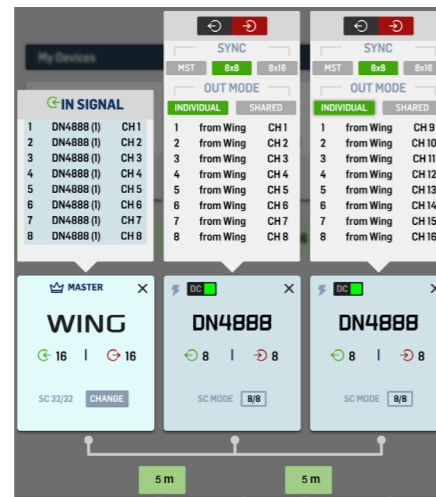 My Devices
IN SIGNAL
1 DN4888 (1) CH 1
2 DN4888 (1) CH 2
3 DN4888 (1) CH 3
4 DN4888 (1) CH 4
5 DN4888 (1) CH 5
6 DN4888 (1) CH 6
7 DN4888 (1) CH 7
8 DN4888 (1) CH 8
SYNC
MST 8x8 8x16
OUT MODE
INDIVIDUAL SHARED
1 from Wing CH 1
2 from Wing CH 2
3 from Wing CH 3
4 from Wing CH 4
5 from Wing CH 5
6 from Wing CH 6
7 from Wing CH 7
8 from Wing CH 8
SYNC
MST 8x8 8x16
OUT MODE
INDIVIDUAL SHARED
1 from Wing CH 9
2 from Wing CH 10
3 from Wing CH 11
4 from Wing CH 12
5 from Wing CH 13
6 from Wing CH 14
7 from Wing CH 15
8 from Wing CH 16
MASTER X
WING
16 | 16
SC 32/32 CHANGE
DC X
DN4888
8 | 8
SC MODE 8/8
DC X
DN4888
8 | 8
SC MODE 8/8
5 m
5 m